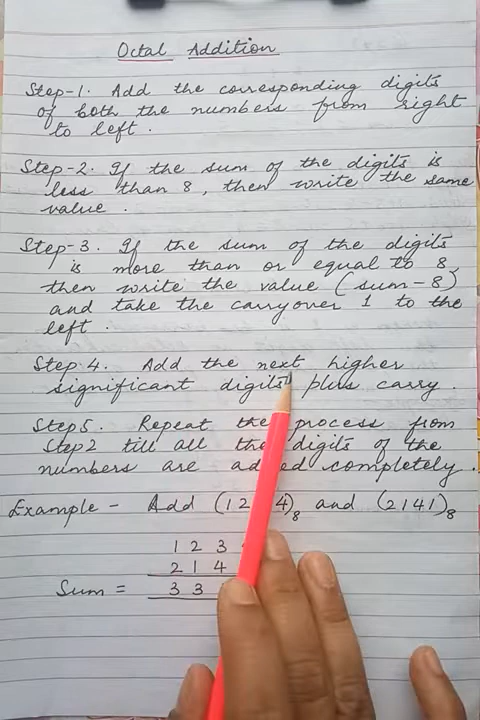 Octal Addition
Step-1. Add the corresponding digits
of both the numbers from right
to left.
Step-2. If the sum of the digits is
less than 8, then write the same
value.
Step-3. If the sum of the digits
is more than or equal to 8,
then write the value (sum-8)
and take the carryover 1 to the
left.
Step-4. Add the next higher
significant digits plus carry.
Step5. Repeat the process from
Step2 till all the digits of the
numbers are added completely.
Example - Add (12 4)8 and (2141)8
1 2 3
2 1 4
Sum = 3 3